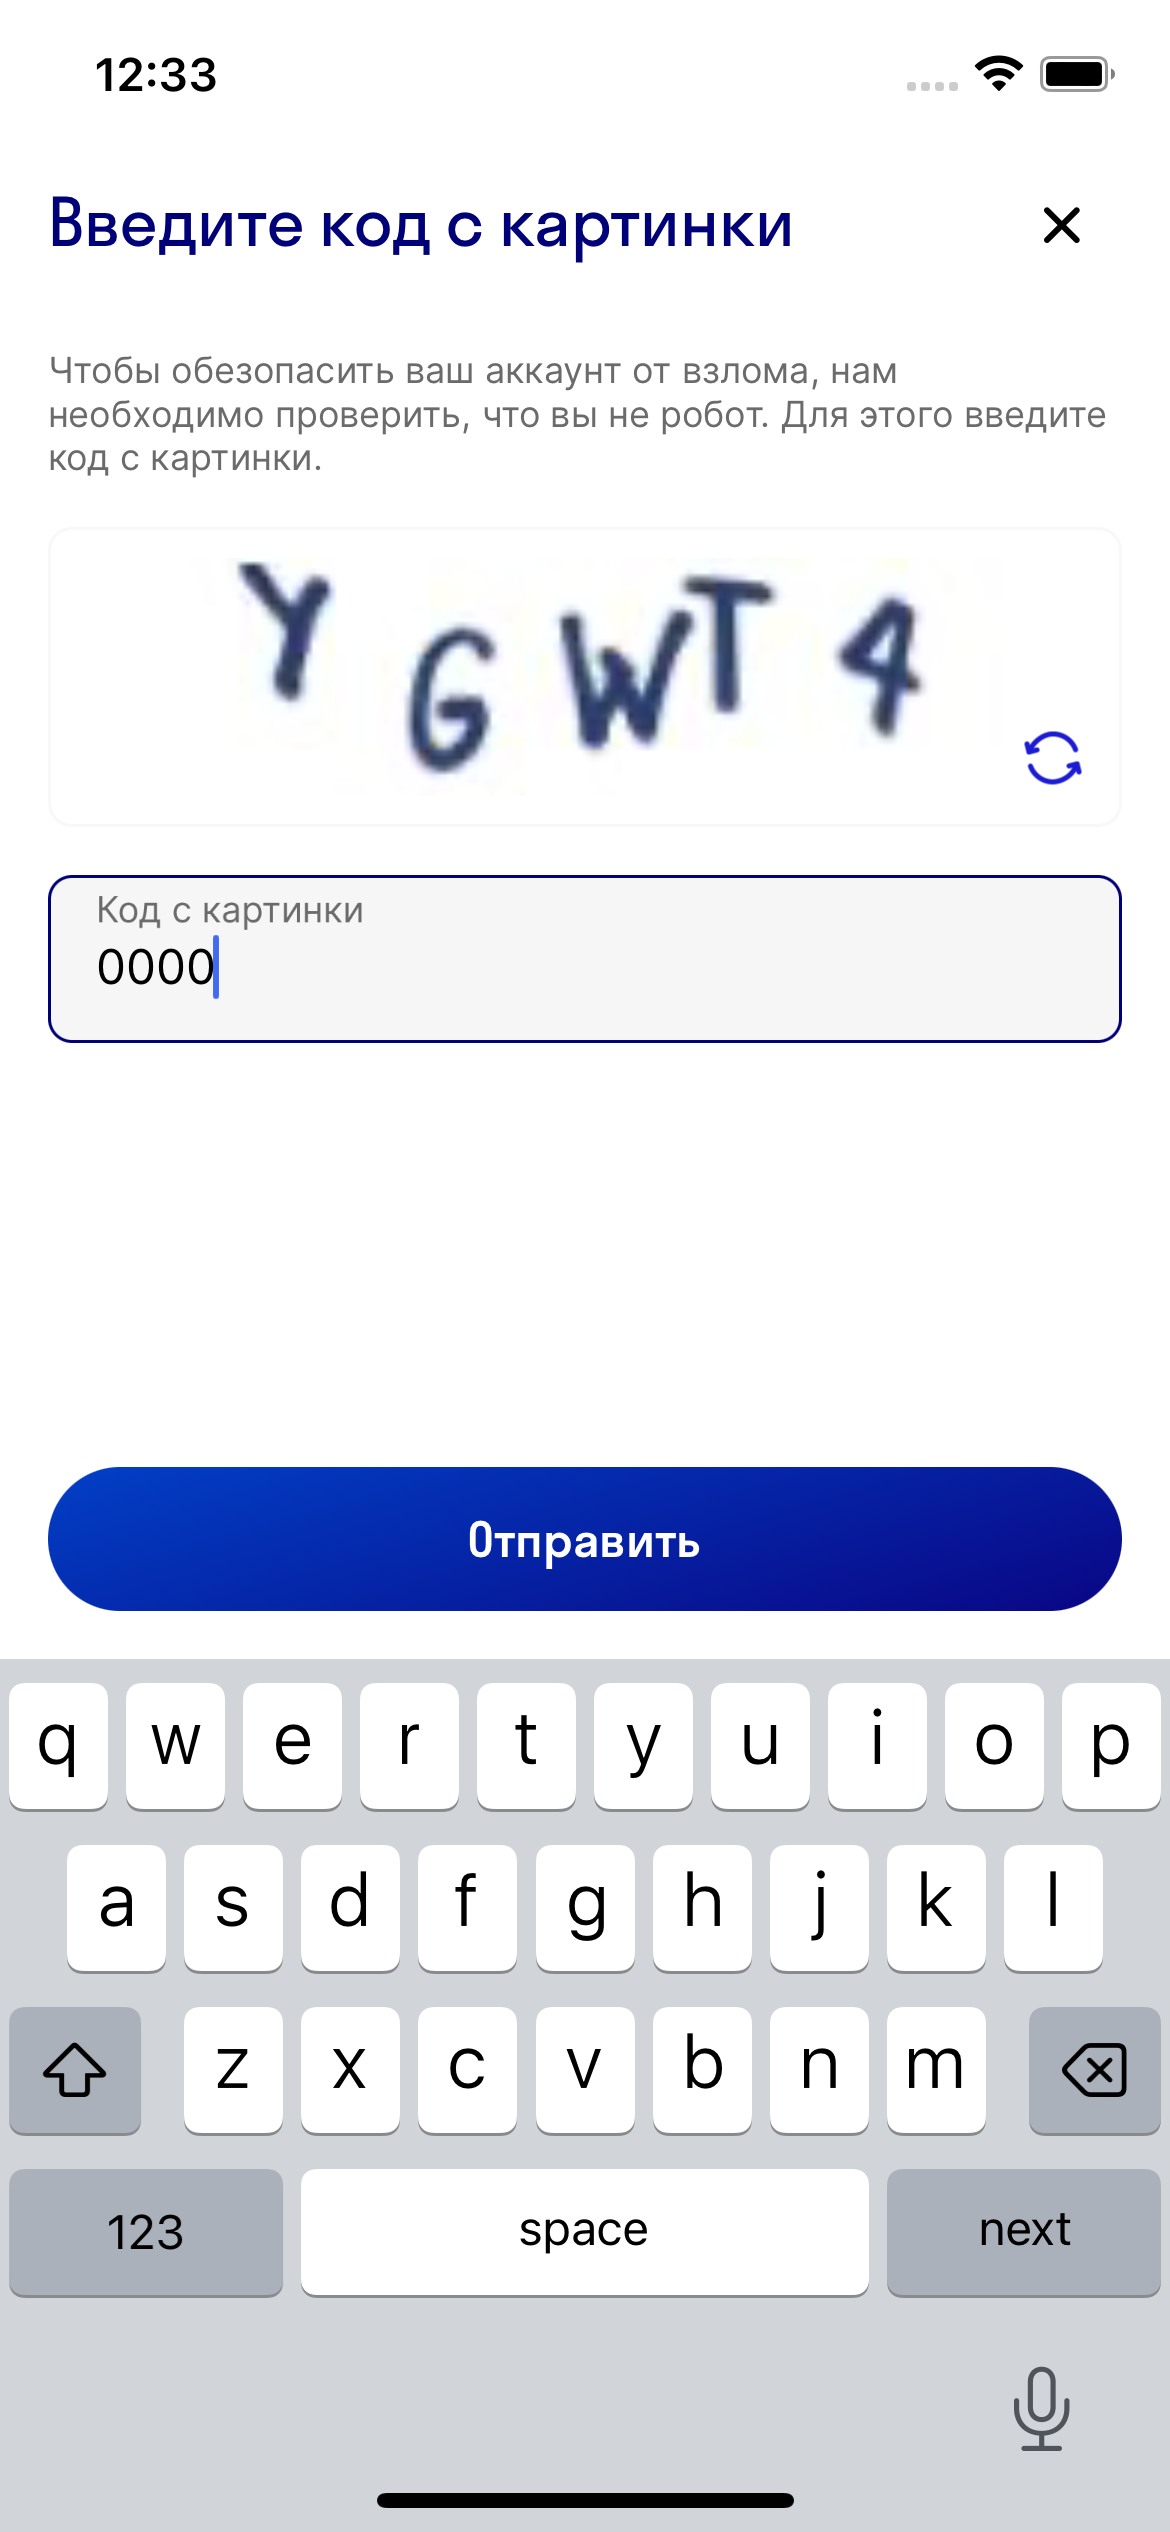 12:33
Введите код с картинки
Чтобы обезопасить ваш аккаунт от взлома, нам
необходимо проверить, что вы не робот. Для этого введите
код с картинки.
Y G W T 4
Код с картинки
0000
Отправить
q w e r t y u i o p
a s d f g h j k l
z x c v b n m
123 space next